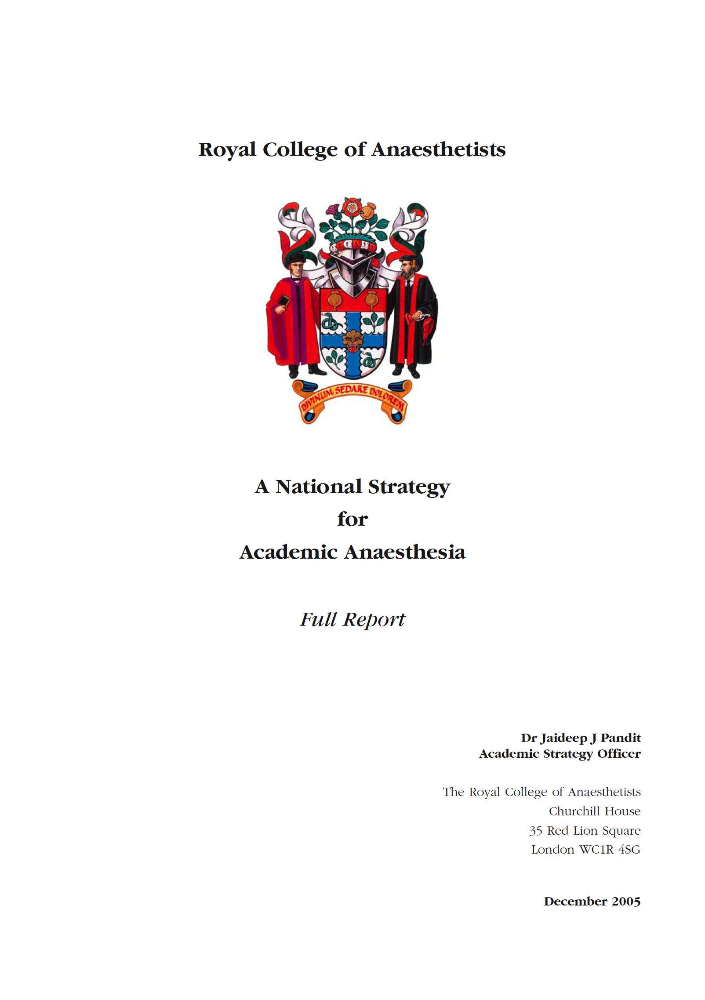 Royal College of Anaesthetists
DIVINUM SEDARE DOLOREM
A National Strategy
for
Academic Anaesthesia
Full Report
Dr Jaideep J Pandit
Academic Strategy Officer
The Royal College of Anaesthetists
Churchill House
35 Red Lion Square
London WC1R 4SG
December 2005